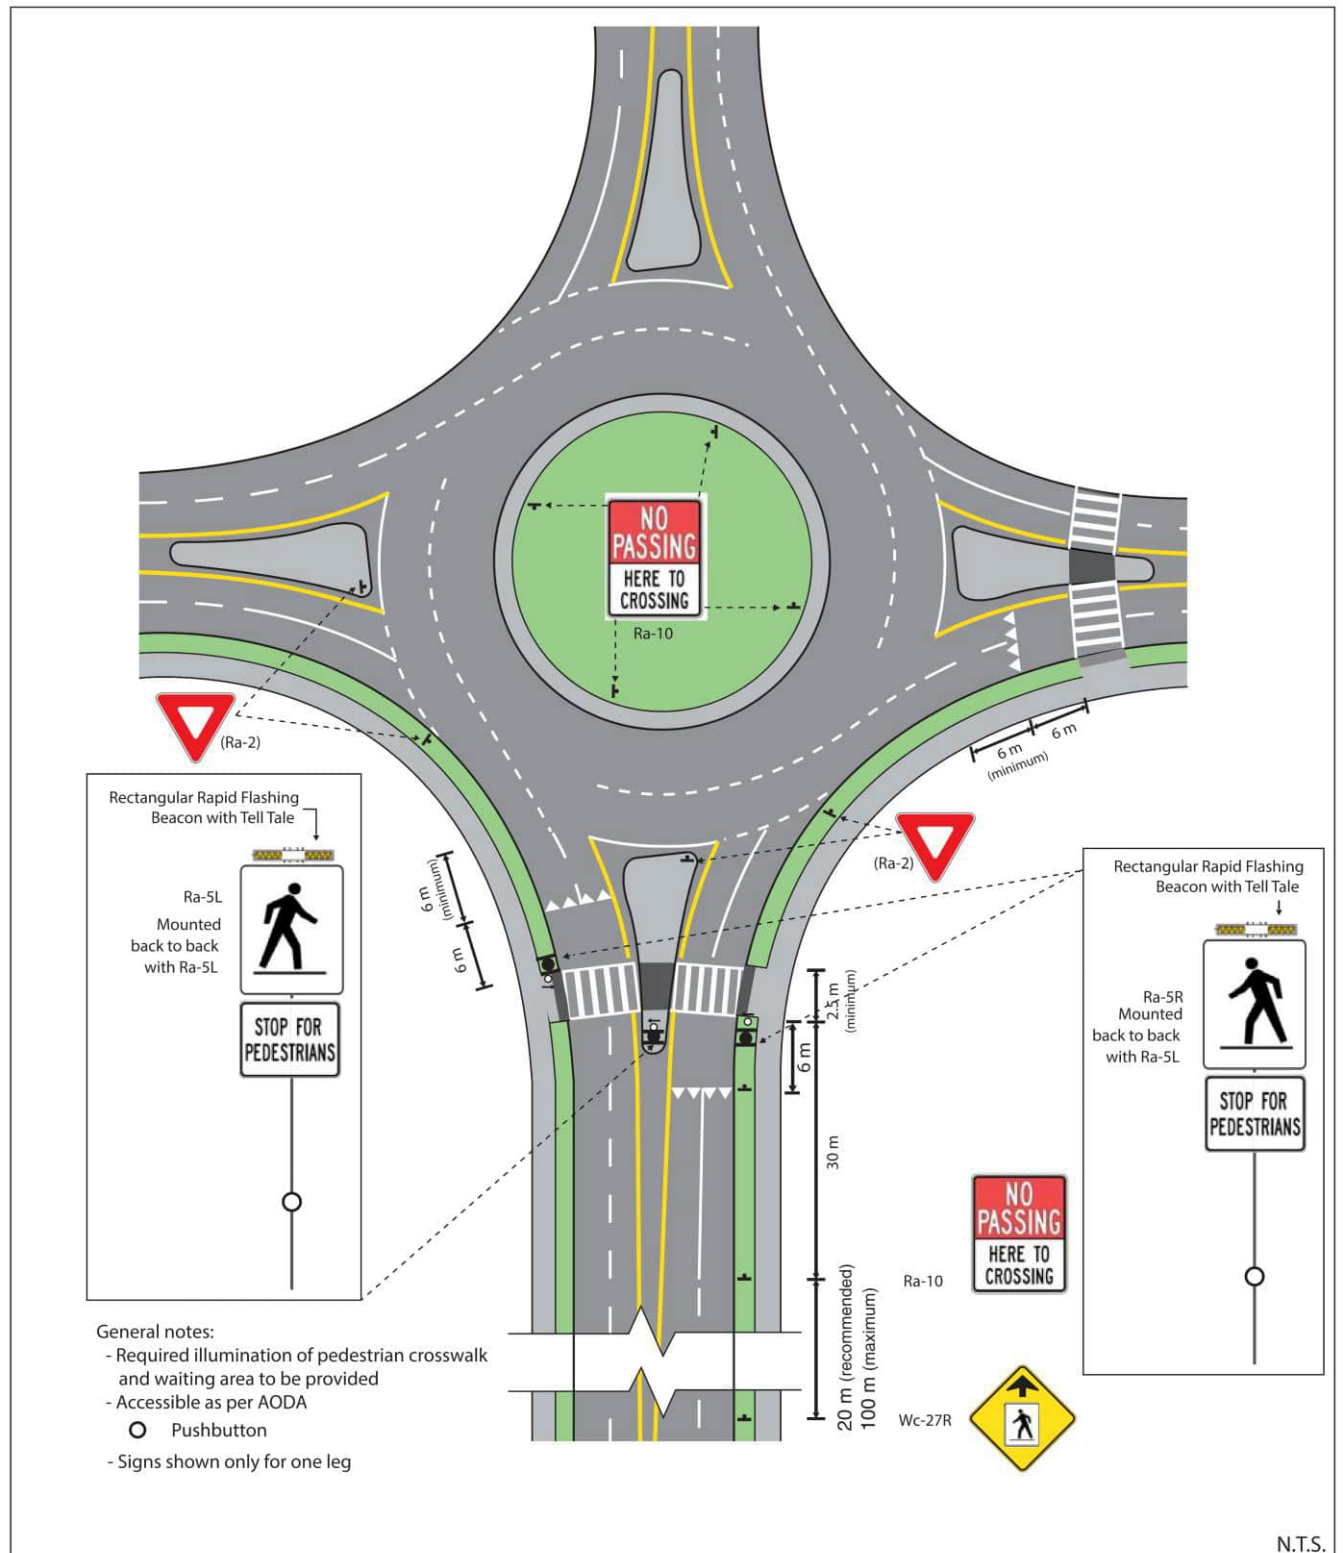 NO
PASSING
HERE TO
CROSSING
Ra-10
(Ra-2)
6 m
6 m
(minimum)
Rectangular Rapid Flashing
Beacon with Tell Tale
Ra-5L
Mounted
back to back
with Ra-5L
STOP FOR
PEDESTRIANS
6 m
(minimum)
6 m
(Ra-2)
Rectangular Rapid Flashing
Beacon with Tell Tale
Ra-5R
Mounted
back to back
with Ra-5L
STOP FOR
PEDESTRIANS
2.5 m
(minimum)
6 m
30 m
NO
PASSING
HERE TO
CROSSING
Ra-10
20 m (recommended)
100 m (maximum)
Wc-27R
General notes:
- Required illumination of pedestrian crosswalk
and waiting area to be provided
- Accessible as per AODA
Pushbutton
- Signs shown only for one leg
N.T.S.